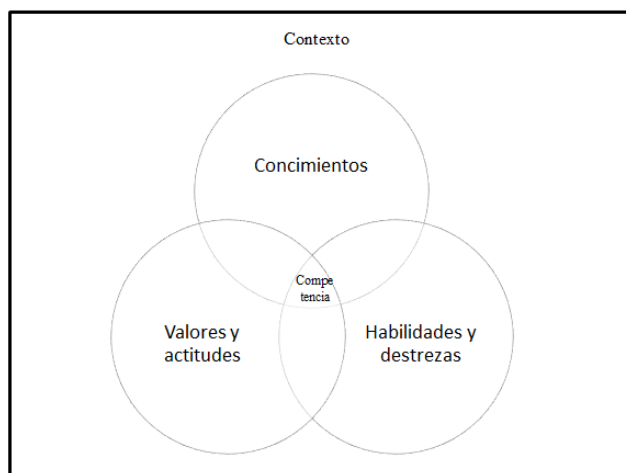 Contexto
Concimientos
Compe
tencia
Valores y
actitudes
Habilidades y
destrezas